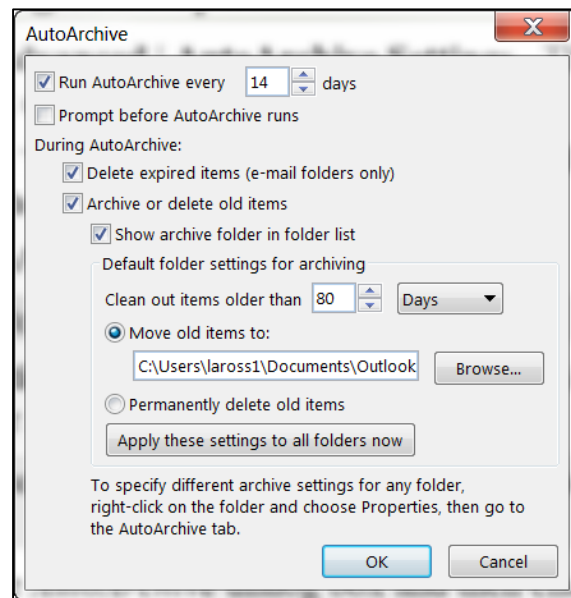 AutoArchive
Run AutoArchive every 14 days
Prompt before AutoArchive runs
During AutoArchive:
Delete expired items (e-mail folders only)
Archive or delete old items
Show archive folder in folder list
Default folder settings for archiving
Clean out items older than 80 Days
Move old items to:
C:\Users\laross1\Documents\Outlook Browse...
Permanently delete old items
Apply these settings to all folders now
To specify different archive settings for any folder,
right-click on the folder and choose Properties, then go to
the AutoArchive tab.
OK Cancel